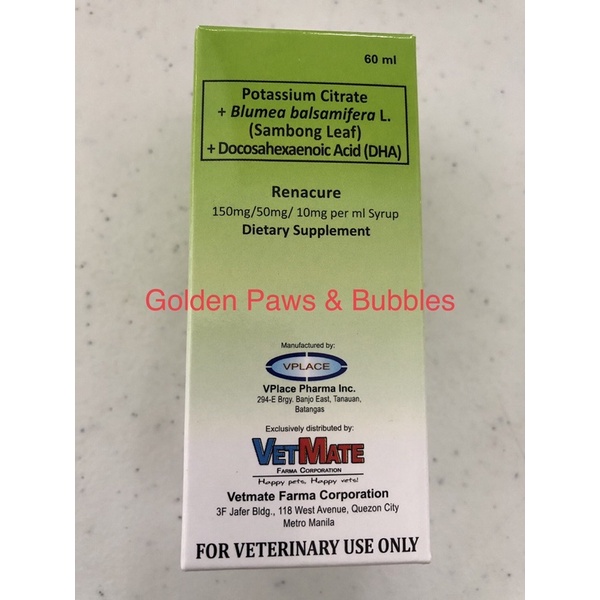 60 ml
Potassium Citrate
+ Blumea balsamifera L.
(Sambong Leaf)
+ Docosahexaenoic Acid (DHA)
Renacure
150mg/50mg/ 10mg per ml Syrup
Dietary Supplement
Golden Paws & Bubbles
Manufactured by:
VPLACE
VPlace Pharma Inc.
294-E Brgy. Banjo East, Tanauan,
Batangas
Exclusively distributed by:
VETMATE
FARMA CORPORATION
Happy pets, Happy vets!
Vetmate Farma Corporation
3F Jafer Bldg., 118 West Avenue, Quezon City
Metro Manila
FOR VETERINARY USE ONLY